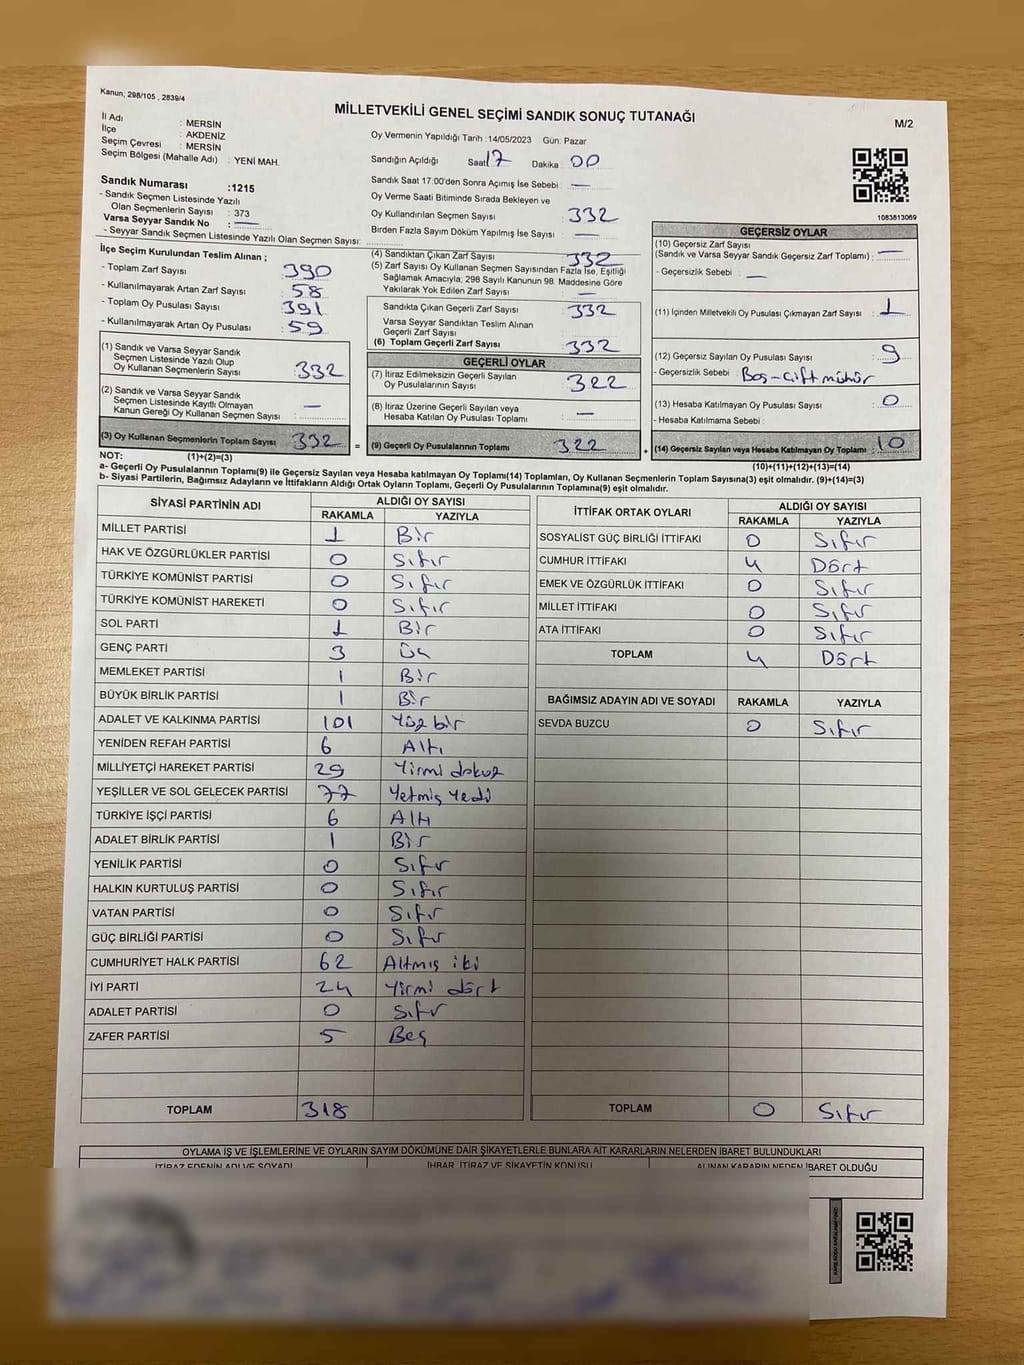 Kanun; 298/105 , 2839/4
MİLLETVEKİLİ GENEL SEÇİMİ SANDIK SONUÇ TUTANAĞI
M/2
İl Adı : MERSİN
İlçe : AKDENİZ
Seçim Çevresi : MERSİN
Seçim Bölgesi (Mahalle Adı) : YENİ MAH.
Sandık Numarası :1215
- Sandık Seçmen Listesinde Yazılı
Olan Seçmenlerin Sayısı : 373
Varsa Seyyar Sandık No : —
- Seyyar Sandık Seçmen Listesinde Yazılı Olan Seçmen Sayısı:
Oy Vermenin Yapıldığı Tarih :14/05/2023 Gün: Pazar
Sandığın Açıldığı Saat 17 Dakika : 00
Sandık Saat 17:00'den Sonra Açımış İse Sebebi : —
Oy Verme Saati Bitiminde Sırada Bekleyen ve
Oy Kullandırılan Seçmen Sayısı : 332
Birden Fazla Sayım Döküm Yapılmış İse Sayısı : —
1083813069
İlçe Seçim Kurulundan Teslim Alınan ;
- Toplam Zarf Sayısı : 390
- Kullanılmayarak Artan Zarf Sayısı : 58
- Toplam Oy Pusulası Sayısı : 391
- Kullanılmayarak Artan Oy Pusulası : 59
(1) Sandık ve Varsa Seyyar Sandık
Seçmen Listesinde Yazılı Olup
Oy Kullanan Seçmenlerin Sayısı : 332
(2) Sandık ve Varsa Seyyar Sandık
Seçmen Listesinde Kayıtlı Olmayan
Kanun Gereği Oy Kullanan Seçmen Sayısı : —
(3) Oy Kullanan Seçmenlerin Toplam Sayısı : 332
(4) Sandıktan Çıkan Zarf Sayısı : 332
(5) Zarf Sayısı Oy Kullanan Seçmen Sayısından Fazla İse, Eşitliği
Sağlamak Amacıyla; 298 Sayılı Kanunun 98. Maddesine Göre
Yakılarak Yok Edilen Zarf Sayısı : —
Sandıkta Çıkan Geçerli Zarf Sayısı : 332
Varsa Seyyar Sandıktan Teslim Alınan
Geçerli Zarf Sayısı :
(6) Toplam Geçerli Zarf Sayısı : 332
GEÇERLİ OYLAR
(7) İtiraz Edilmeksizin Geçerli Sayılan
Oy Pusulalarının Sayısı : 322
(8) İtiraz Üzerine Geçerli Sayılan veya
Hesaba Katılan Oy Pusulası Toplamı : —
= (9) Geçerli Oy Pusulalarının Toplamı : 322
GEÇERSİZ OYLAR
(10) Geçersiz Zarf Sayısı
(Sandık ve Varsa Seyyar Sandık Geçersiz Zarf Toplamı) : —
- Geçersizlik Sebebi : —
(11) İçinden Milletvekili Oy Pusulası Çıkmayan Zarf Sayısı : 1
(12) Geçersiz Sayılan Oy Pusulası Sayısı : 9
- Geçersizlik Sebebi : Boş - Çift mühür
(13) Hesaba Katılmayan Oy Pusulası Sayısı : 0
- Hesaba Katılmama Sebebi :
+ (14) Geçersiz Sayılan veya Hesaba Katılmayan Oy Toplamı : 10
NOT: (1)+(2)=(3)
(10)+(11)+(12)+(13)=(14)
a- Geçerli Oy Pusulalarının Toplamı(9) ile Geçersiz Sayılan veya Hesaba katılmayan Oy Toplamı(14) Toplamları, Oy Kullanan Seçmenlerin Toplam Sayısına(3) eşit olmalıdır. (9)+(14)=(3)
b- Siyasi Partilerin, Bağımsız Adayların ve İttifakların Aldığı Ortak Oyların Toplamı, Geçerli Oy Pusulalarının Toplamına(9) eşit olmalıdır.
SİYASİ PARTİNİN ADI ALDIĞI OY SAYISI
RAKAMLA YAZIYLA
MİLLET PARTİSİ 1 Bir
HAK VE ÖZGÜRLÜKLER PARTİSİ 0 Sıfır
TÜRKİYE KOMÜNİST PARTİSİ 0 Sıfır
TÜRKİYE KOMÜNİST HAREKETİ 0 Sıfır
SOL PARTİ 1 Bir
GENÇ PARTİ 3 Üç
MEMLEKET PARTİSİ 1 Bir
BÜYÜK BİRLİK PARTİSİ 1 Bir
ADALET VE KALKINMA PARTİSİ 101 Yüz bir
YENİDEN REFAH PARTİSİ 6 Altı
MİLLİYETÇİ HAREKET PARTİSİ 29 Yirmi dokuz
YEŞİLLER VE SOL GELECEK PARTİSİ 77 Yetmiş Yedi
TÜRKİYE İŞÇİ PARTİSİ 6 Altı
ADALET BİRLİK PARTİSİ 1 Bir
YENİLİK PARTİSİ 0 Sıfır
HALKIN KURTULUŞ PARTİSİ 0 Sıfır
VATAN PARTİSİ 0 Sıfır
GÜÇ BİRLİĞİ PARTİSİ 0 Sıfır
CUMHURİYET HALK PARTİSİ 62 Altmış iki
İYİ PARTİ 24 Yirmi dört
ADALET PARTİSİ 0 Sıfır
ZAFER PARTİSİ 5 Beş
TOPLAM 318
İTTİFAK ORTAK OYLARI ALDIĞI OY SAYISI
RAKAMLA YAZIYLA
SOSYALİST GÜÇ BİRLİĞİ İTTİFAKI 0 Sıfır
CUMHUR İTTİFAKI 4 Dört
EMEK VE ÖZGÜRLÜK İTTİFAKI 0 Sıfır
MİLLET İTTİFAKI 0 Sıfır
ATA İTTİFAKI 0 Sıfır
TOPLAM 4 Dört
BAĞIMSIZ ADAYIN ADI VE SOYADI RAKAMLA YAZIYLA
SEVDA BUZCU 0 Sıfır
TOPLAM 0 Sıfır
OYLAMA İŞ VE İŞLEMLERİNE VE OYLARIN SAYIM DÖKÜMÜNE DAİR ŞİKAYETLERLE BUNLARA AİT KARARLARIN NELERDEN İBARET BULUNDUKLARI
İTİRAZ EDENİN ADI VE SOYADI İHBAR, İTİRAZ VE ŞİKAYETİN KONUSU ALINAN KARARIN NEDEN İBARET OLDUĞU